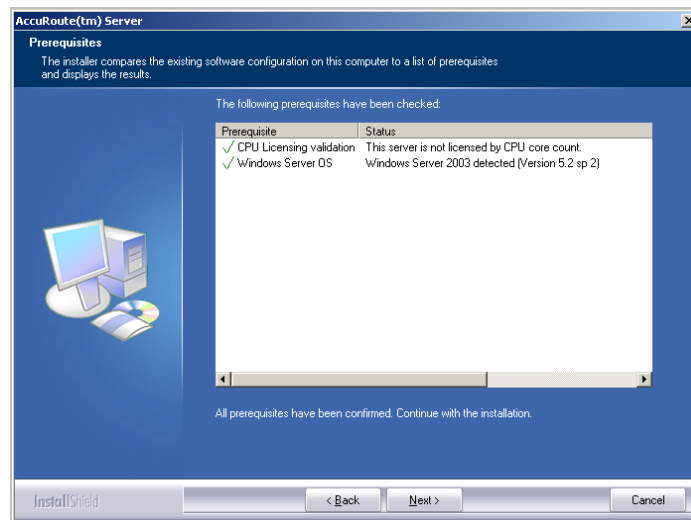 AccuRoute(tm) Server
Prerequisites
The installer compares the existing software configuration on this computer to a list of prerequisites
and displays the results.
The following prerequisites have been checked:
Prerequisite Status
CPU Licensing validation This server is not licensed by CPU core count.
Windows Server OS Windows Server 2003 detected (Version 5.2 sp 2)
All prerequisites have been confirmed. Continue with the installation.
InstallShield
< Back Next > Cancel